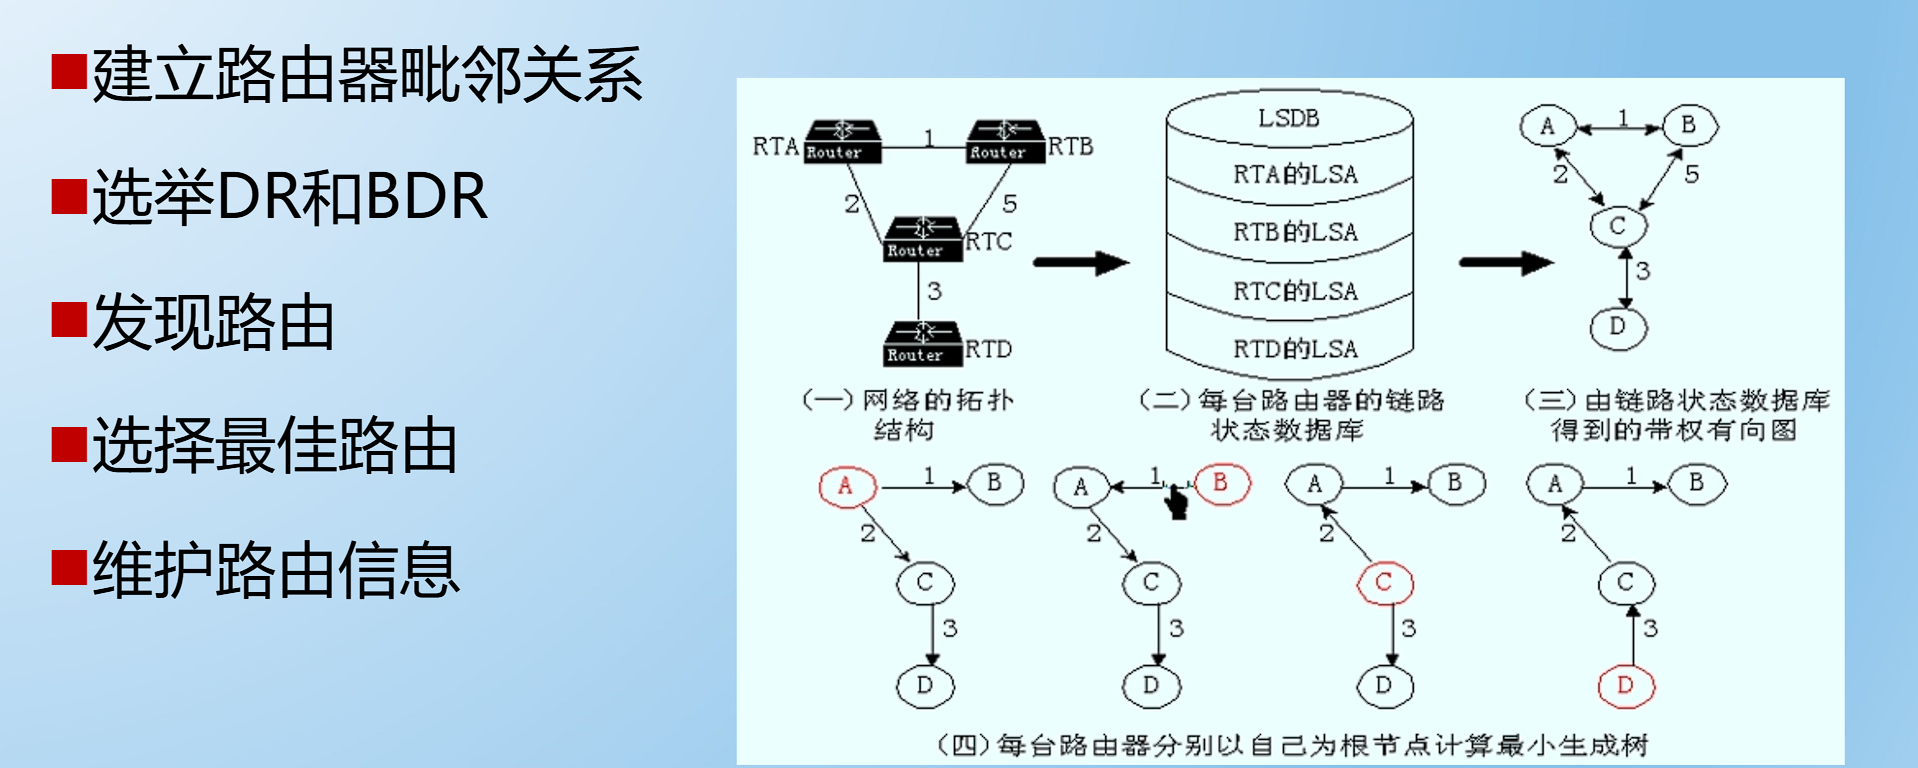 建立路由器毗邻关系
选举DR和BDR
发现路由
选择最佳路由
维护路由信息
RTA Router 1 Router RTB
2 5
Router RTC
3
Router RTD
(一)网络的拓扑
结构
LSDB
RTA的LSA
RTB的LSA
RTC的LSA
RTD的LSA
(二)每台路由器的链路
状态数据库
A 1 B
2 5
C
3
D
(三)由链路状态数据库
得到的带权有向图
A 1 B
2
C
3
D
A 1 B
2
C
3
D
A 1 B
2
C
3
D
A 1 B
2
C
3
D
(四)每台路由器分别以自己为根节点计算最小生成树